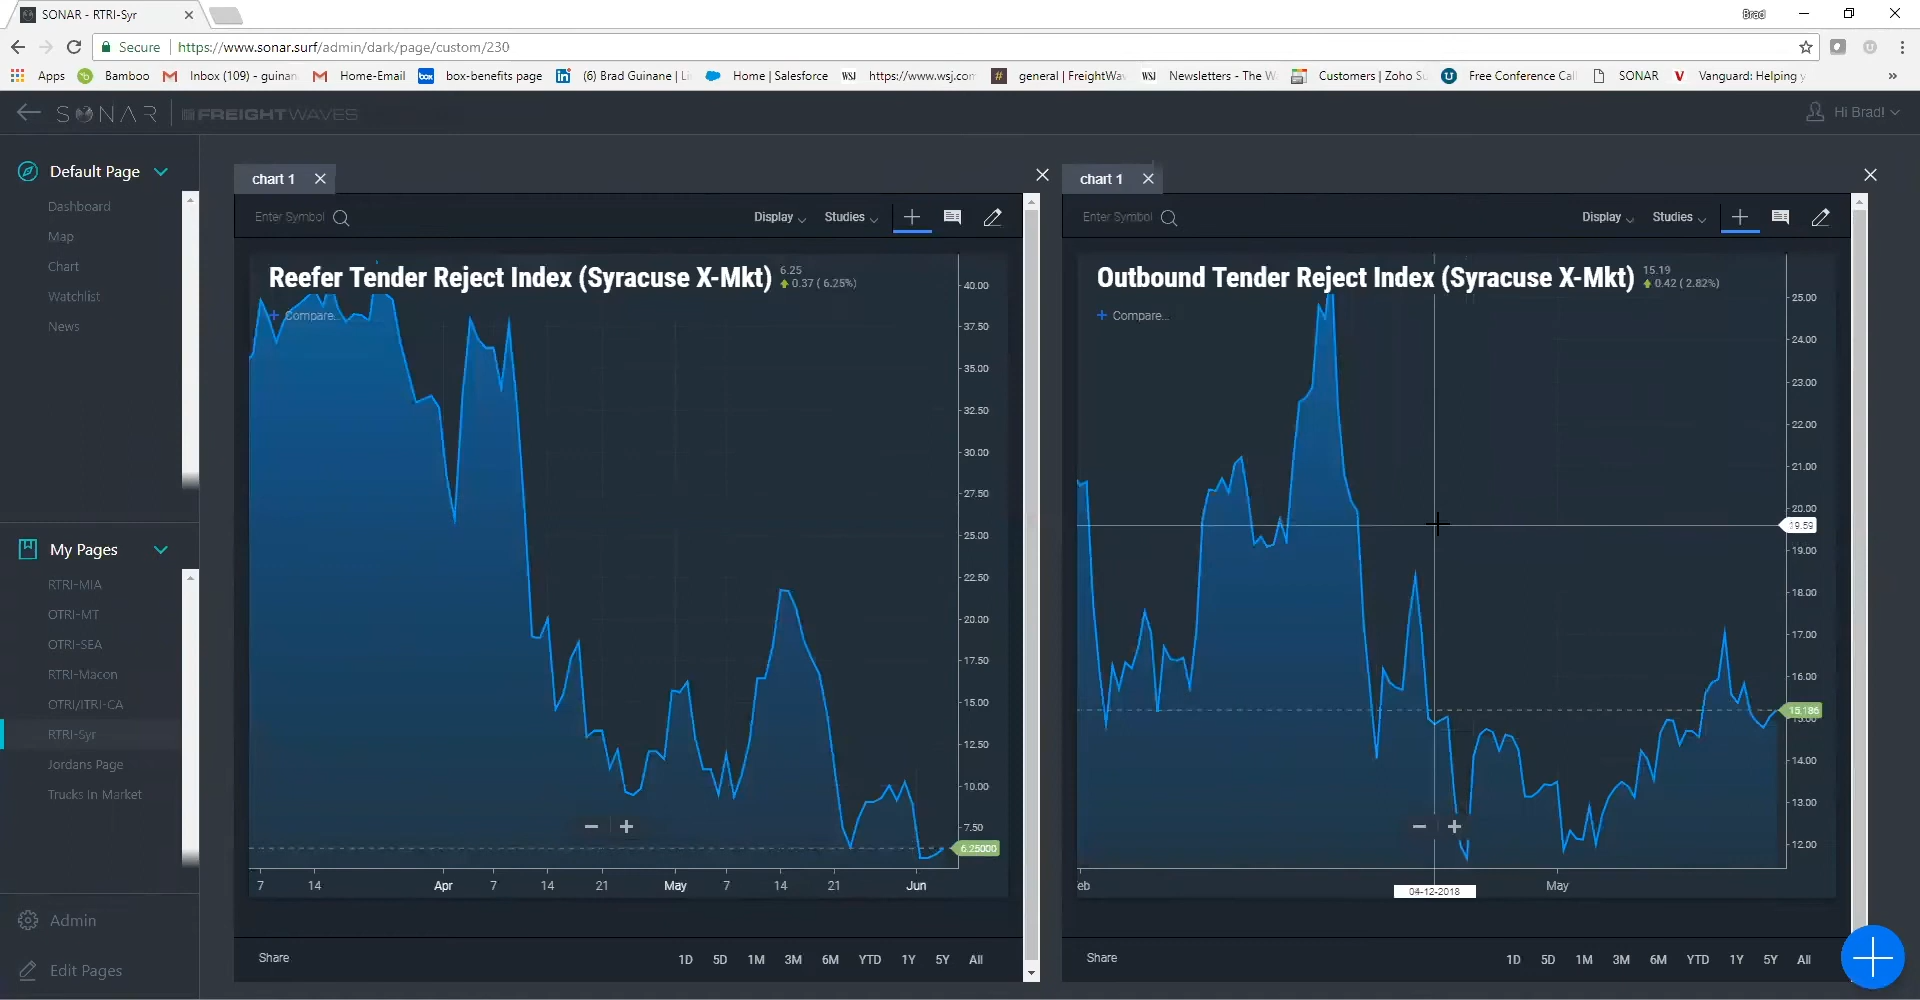 SONAR - RTRI-Syr
Brad
Secure
https://www.sonar.surf/admin/dark/page/custom/230
Apps
Bamboo
Inbox (109) - guinan
Home-Email
box
box-benefits page
in
(6) Brad Guinane | Li
Home | Salesforce
WSJ
https://www.wsj.com
#
general | FreightWav
WSJ
Newsletters - The W
Customers | Zoho Su
U
Free Conference Call
SONAR
V
Vanguard: Helping y
»
SONAR
FREIGHTWAVES
Hi Brad!
Default Page
Dashboard
Map
Chart
Watchlist
News
My Pages
RTRI-MIA
OTRI-MT
OTRI-SEA
RTRI-Macon
OTRI/ITRI-CA
RTRI-Syr
Jordans Page
Trucks In Market
Admin
Edit Pages
chart 1
Enter Symbol
Display
Studies
Reefer Tender Reject Index (Syracuse X-Mkt)
6.25
0.37 ( 6.25%)
+ Compare...
40.00
37.50
35.00
32.50
30.00
27.50
25.00
22.50
20.00
17.50
15.00
12.50
10.00
7.50
6.25000
7 14 Apr 7 14 21 May 7 14 21 Jun
Share
1D 5D 1M 3M 6M YTD 1Y 5Y All
chart 1
Enter Symbol
Display
Studies
Outbound Tender Reject Index (Syracuse X-Mkt)
15.19
0.42 ( 2.82%)
+ Compare...
25.00
24.00
23.00
22.00
21.00
20.00
19.59
19.00
18.00
17.00
16.00
15.186
15.00
14.00
13.00
12.00
eb 04-12-2018 May
Share
1D 5D 1M 3M 6M YTD 1Y 5Y All